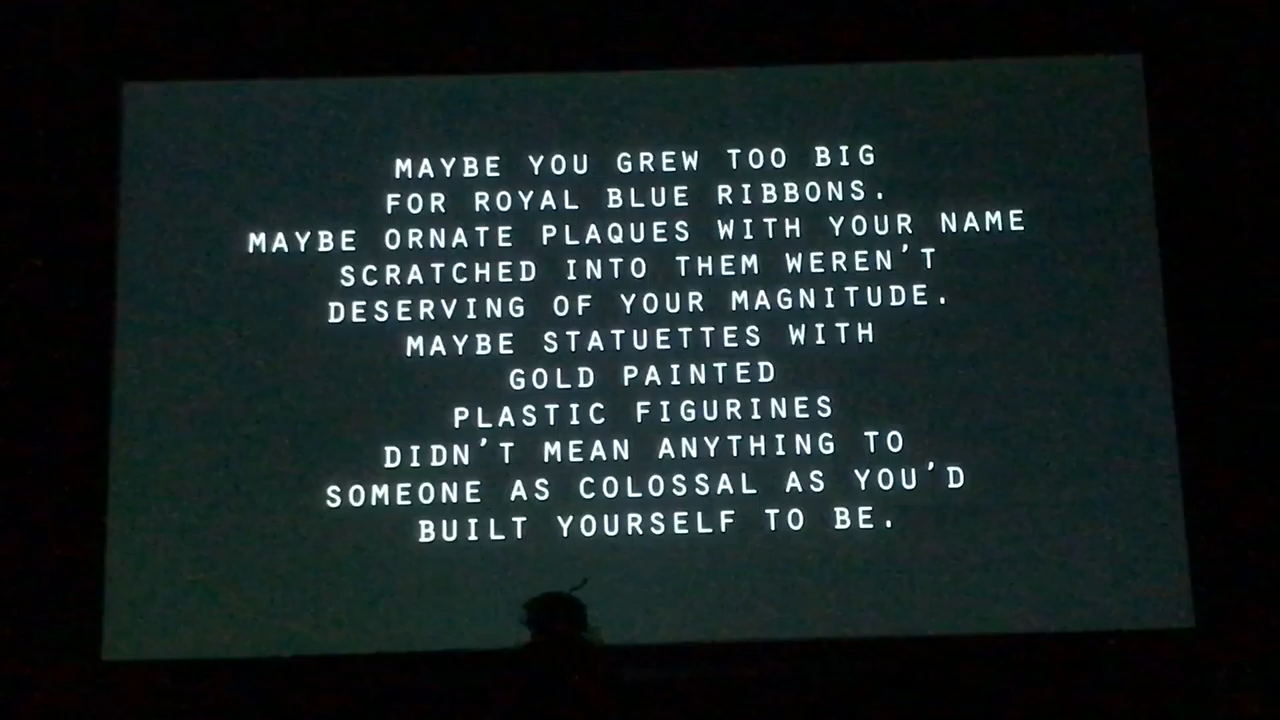 MAYBE YOU GREW TOO BIG
FOR ROYAL BLUE RIBBONS.
MAYBE ORNATE PLAQUES WITH YOUR NAME
SCRATCHED INTO THEM WEREN'T
DESERVING OF YOUR MAGNITUDE.
MAYBE STATUETTES WITH
GOLD PAINTED
PLASTIC FIGURINES
DIDN'T MEAN ANYTHING TO
SOMEONE AS COLOSSAL AS YOU'D
BUILT YOURSELF TO BE.